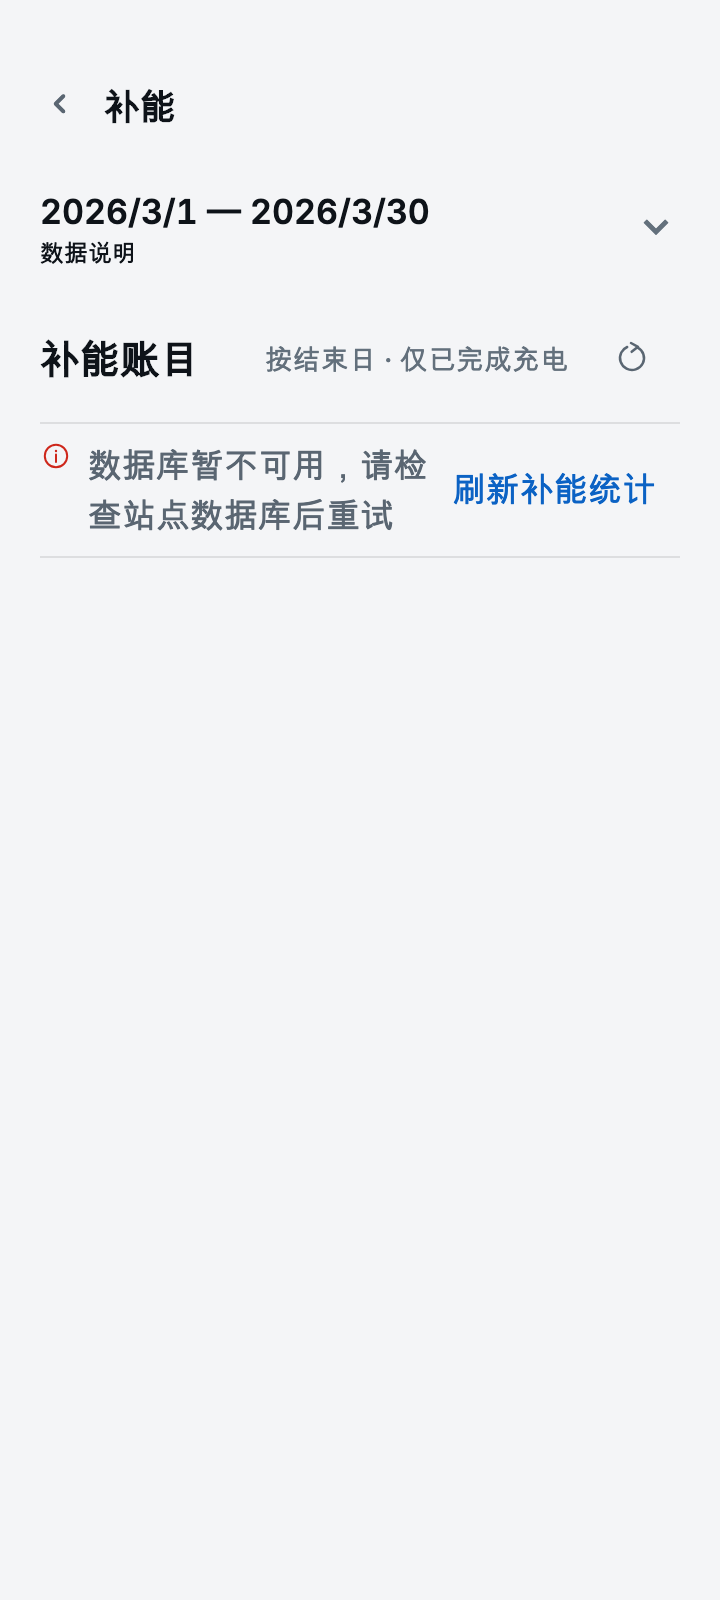 补能
2026/3/1 — 2026/3/30
数据说明
补能账目 按结束日 · 仅已完成充电
数据库暂不可用，请检
查站点数据库后重试
刷新补能统计